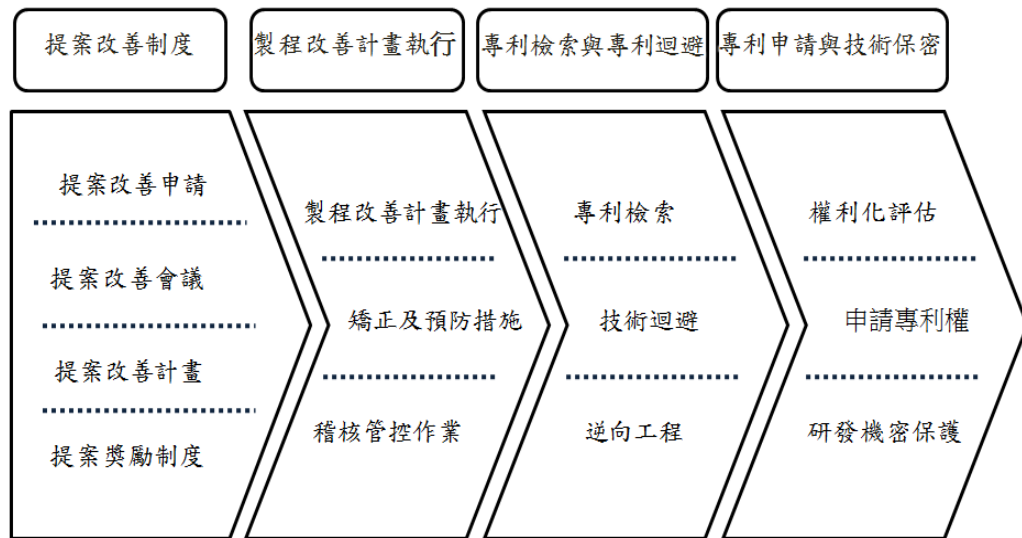 提案改善制度
製程改善計畫執行
專利檢索與專利迴避
專利申請與技術保密
提案改善申請
提案改善會議
提案改善計畫
提案獎勵制度
製程改善計畫執行
矯正及預防措施
稽核管控作業
專利檢索
技術迴避
逆向工程
權利化評估
申請專利權
研發機密保護